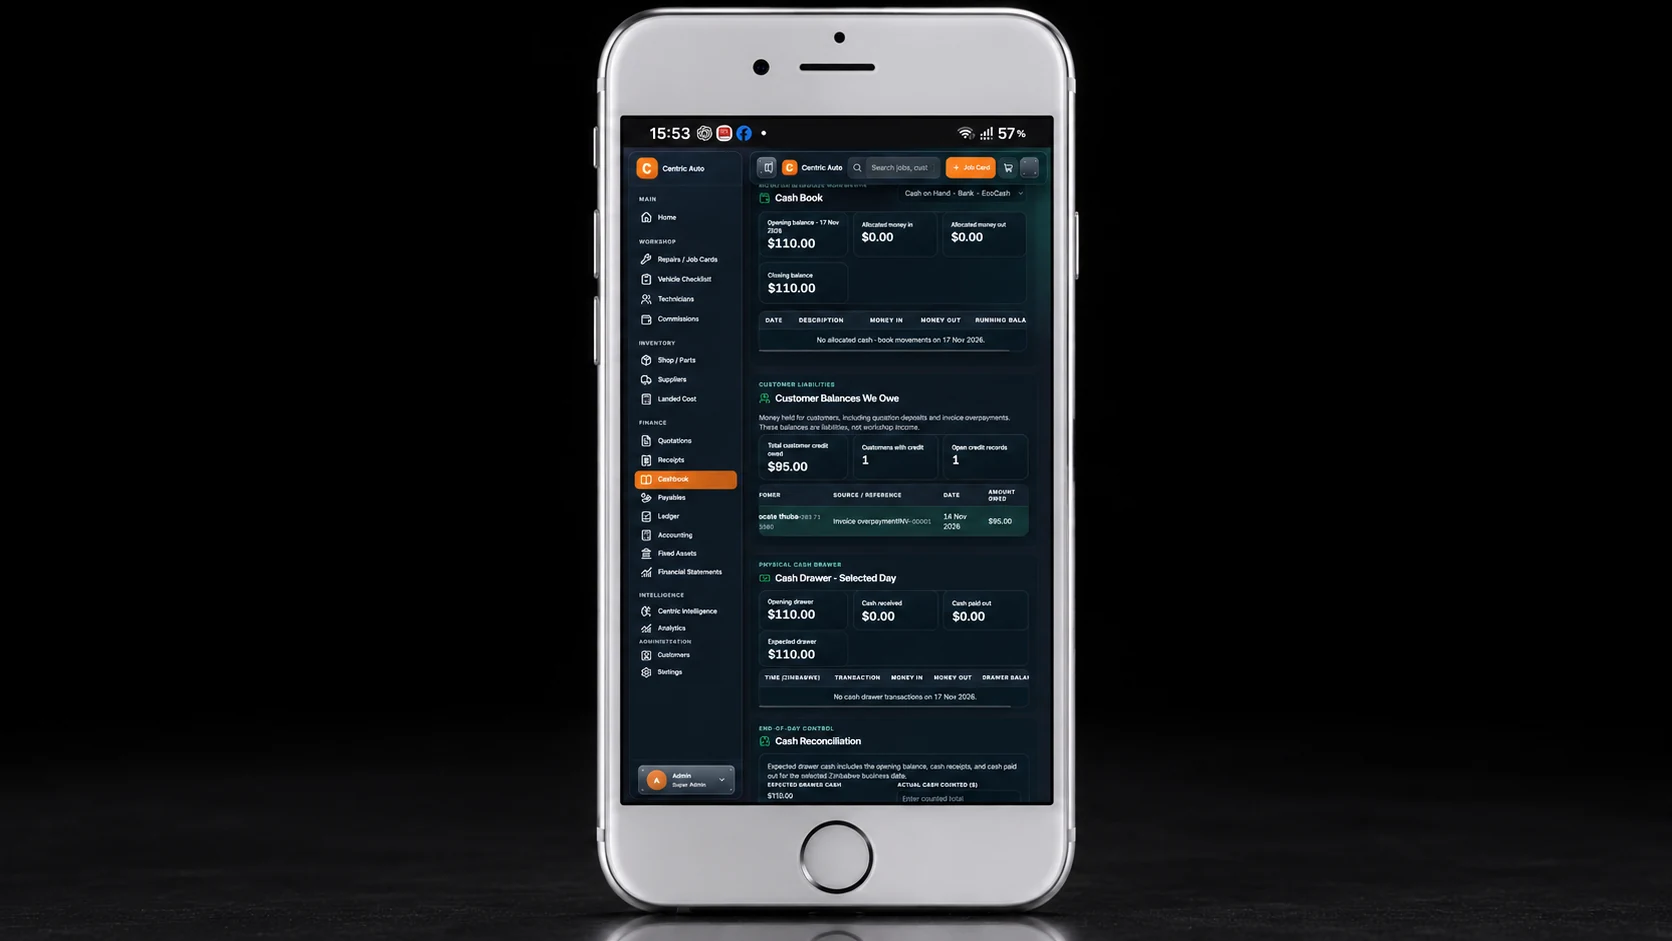 15:53
57%
C Centric Auto
MAIN
Home
WORKSHOP
Repairs / Job Cards
Vehicle Checklist
Technicians
Commissions
INVENTORY
Shop / Parts
Suppliers
Landed Cost
FINANCE
Quotations
Receipts
Cashbook
Payables
Ledger
Accounting
Fixed Assets
Financial Statements
INTELLIGENCE
Centric Intelligence
Analytics
Customers
Settings
A Admin
Super Admin
C Centric Auto
Search jobs, cust
+ Job Card
Cash Book
Cash on Hand - Bank - EcoCash
Opening balance - 17 Nov
2026
$110.00
Allocated money in
$0.00
Allocated money out
$0.00
Closing balance
$110.00
DATE DESCRIPTION MONEY IN MONEY OUT RUNNING BALA
No allocated cash - book movements on 17 Nov 2026.
CUSTOMER LIABILITIES
Customer Balances We Owe
Money held for customers, including quotation deposits and invoice overpayments.
These balances are liabilities, not workshop income.
Total customer credit
owed
$95.00
Customers with credit
1
Open credit records
1
TOMER SOURCE / REFERENCE DATE AMOUNT
OWED
ocate thuba
Invoice overpaymentINV-00001
14 Nov
2026
$95.00
PHYSICAL CASH DRAWER
Cash Drawer - Selected Day
Opening drawer
$110.00
Cash received
$0.00
Cash paid out
$0.00
Expected drawer
$110.00
TIME (ZIMBABWE) TRANSACTION MONEY IN MONEY OUT DRAWER BALAN
No cash drawer transactions on 17 Nov 2026.
END-OF-DAY CONTROL
Cash Reconciliation
Expected drawer cash includes the opening balance, cash receipts, and cash paid
out for the selected Zimbabwe business date.
EXPECTED DRAWER CASH
$110.00
ACTUAL CASH COUNTED ($)
Enter counted total